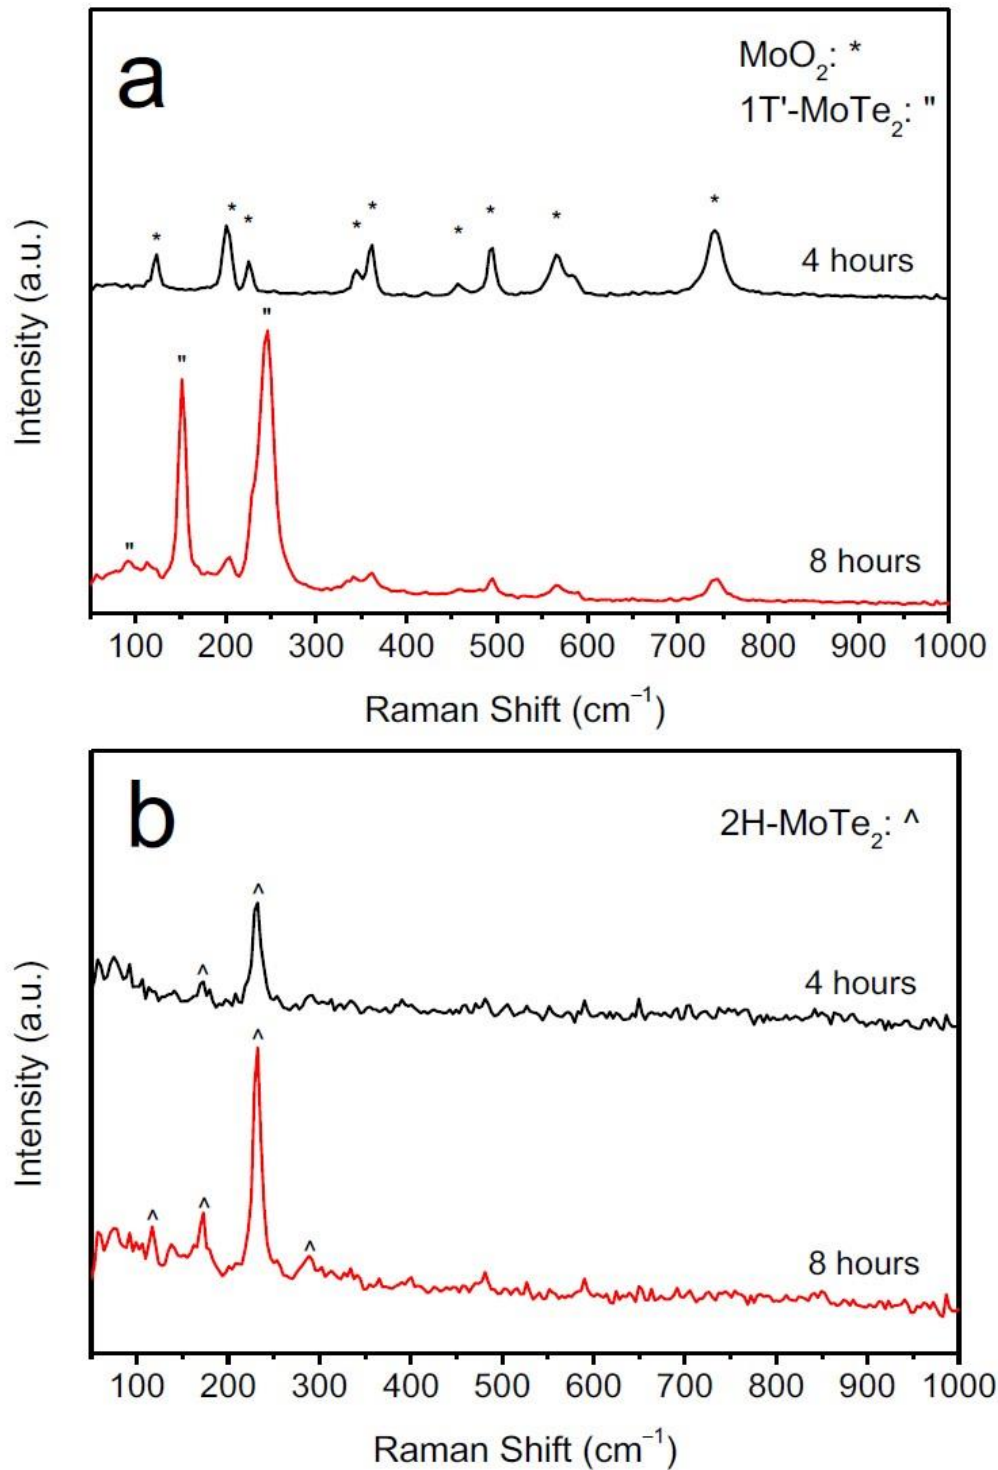 a
MoO₂: *
1T'-MoTe₂: "
* * * * * * * * *
4 hours
" " "
8 hours
Intensity (a.u.)
100 200 300 400 500 600 700 800 900 1000
Raman Shift (cm⁻¹)
b
2H-MoTe₂: ^
^ ^
4 hours
^ ^ ^ ^
8 hours
Intensity (a.u.)
100 200 300 400 500 600 700 800 900 1000
Raman Shift (cm⁻¹)